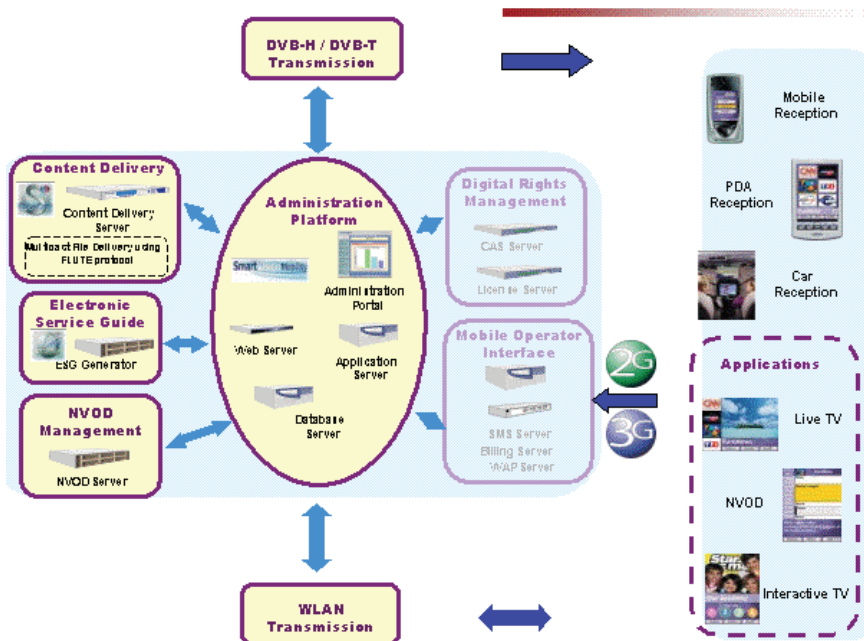 DVB-H / DVB-T
Transmission
Mobile
Reception
PDA
Reception
Car
Reception
Content Delivery
Content Delivery
Server
Multicast File Delivery using
FLUTE protocol
Electronic
Service Guide
ESG Generator
NVOD
Management
NVOD Server
Administration
Platform
Smart
Administration
Portal
Web Server
Application
Server
Database
Server
Digital Rights
Management
CAS Server
License Server
Mobile Operator
Interface
SMS Server
Billing Server
WAP Server
2G
3G
Applications
Live TV
NVOD
Interactive TV
WLAN
Transmission
CNN
CNN